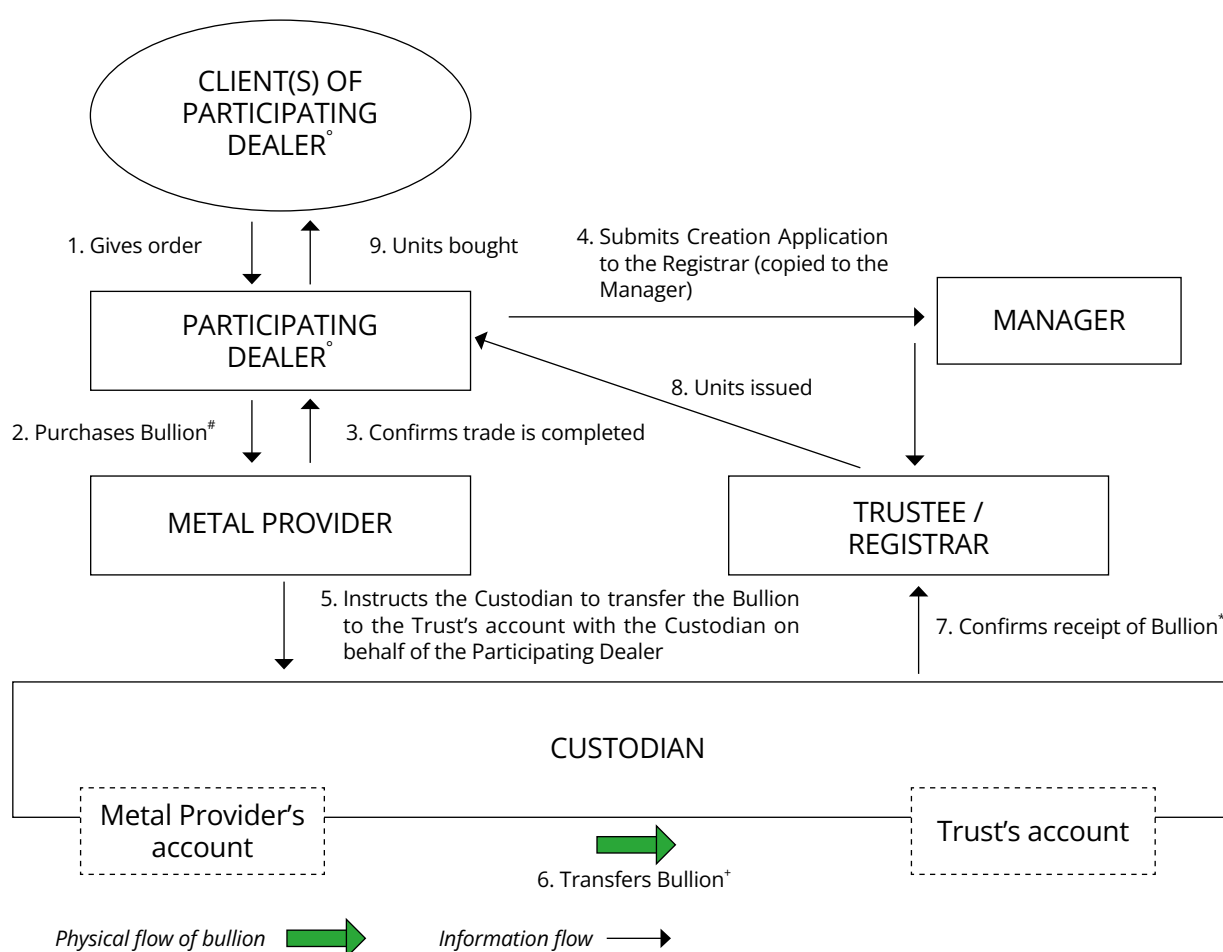 CLIENT(S) OF
PARTICIPATING
DEALER°
1. Gives order
9. Units bought
4. Submits Creation Application
to the Registrar (copied to the
Manager)
PARTICIPATING
DEALER°
MANAGER
8. Units issued
2. Purchases Bullion#
3. Confirms trade is completed
METAL PROVIDER
TRUSTEE /
REGISTRAR
5. Instructs the Custodian to transfer the Bullion
to the Trust’s account with the Custodian on
behalf of the Participating Dealer
7. Confirms receipt of Bullion*
CUSTODIAN
Metal Provider’s
account
Trust’s account
6. Transfers Bullion+
Physical flow of bullion
Information flow